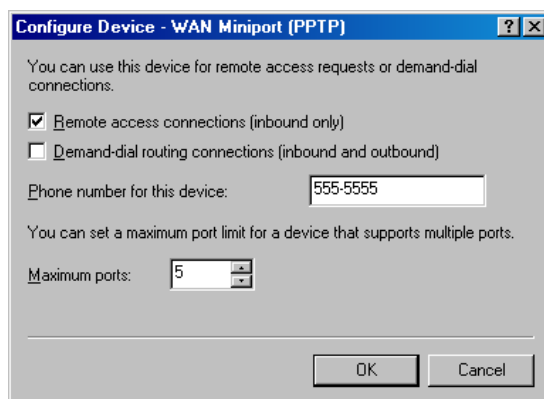 Configure Device - WAN Miniport (PPTP)
You can use this device for remote access requests or demand-dial
connections.
Remote access connections (inbound only)
Demand-dial routing connections (inbound and outbound)
Phone number for this device: 555-5555
You can set a maximum port limit for a device that supports multiple ports.
Maximum ports: 5
OK Cancel